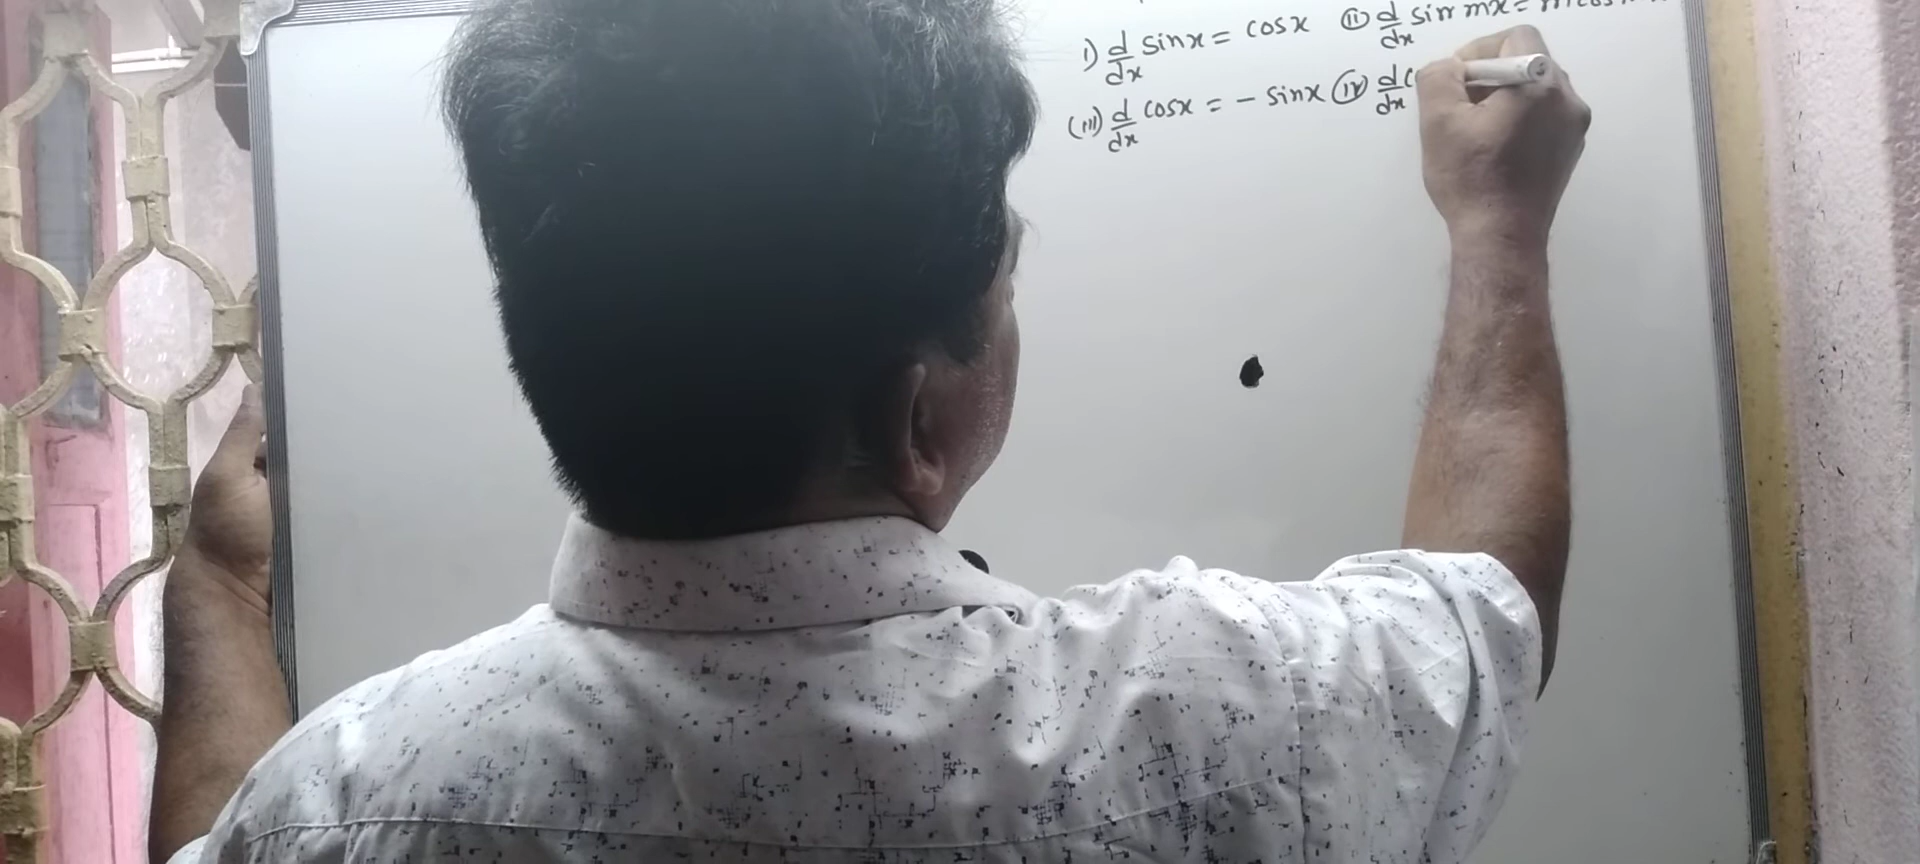 i) d/dx sinx = cosx (ii) d/dx sin mx =
(iii) d/dx cosx = - sinx (iv) d/dx